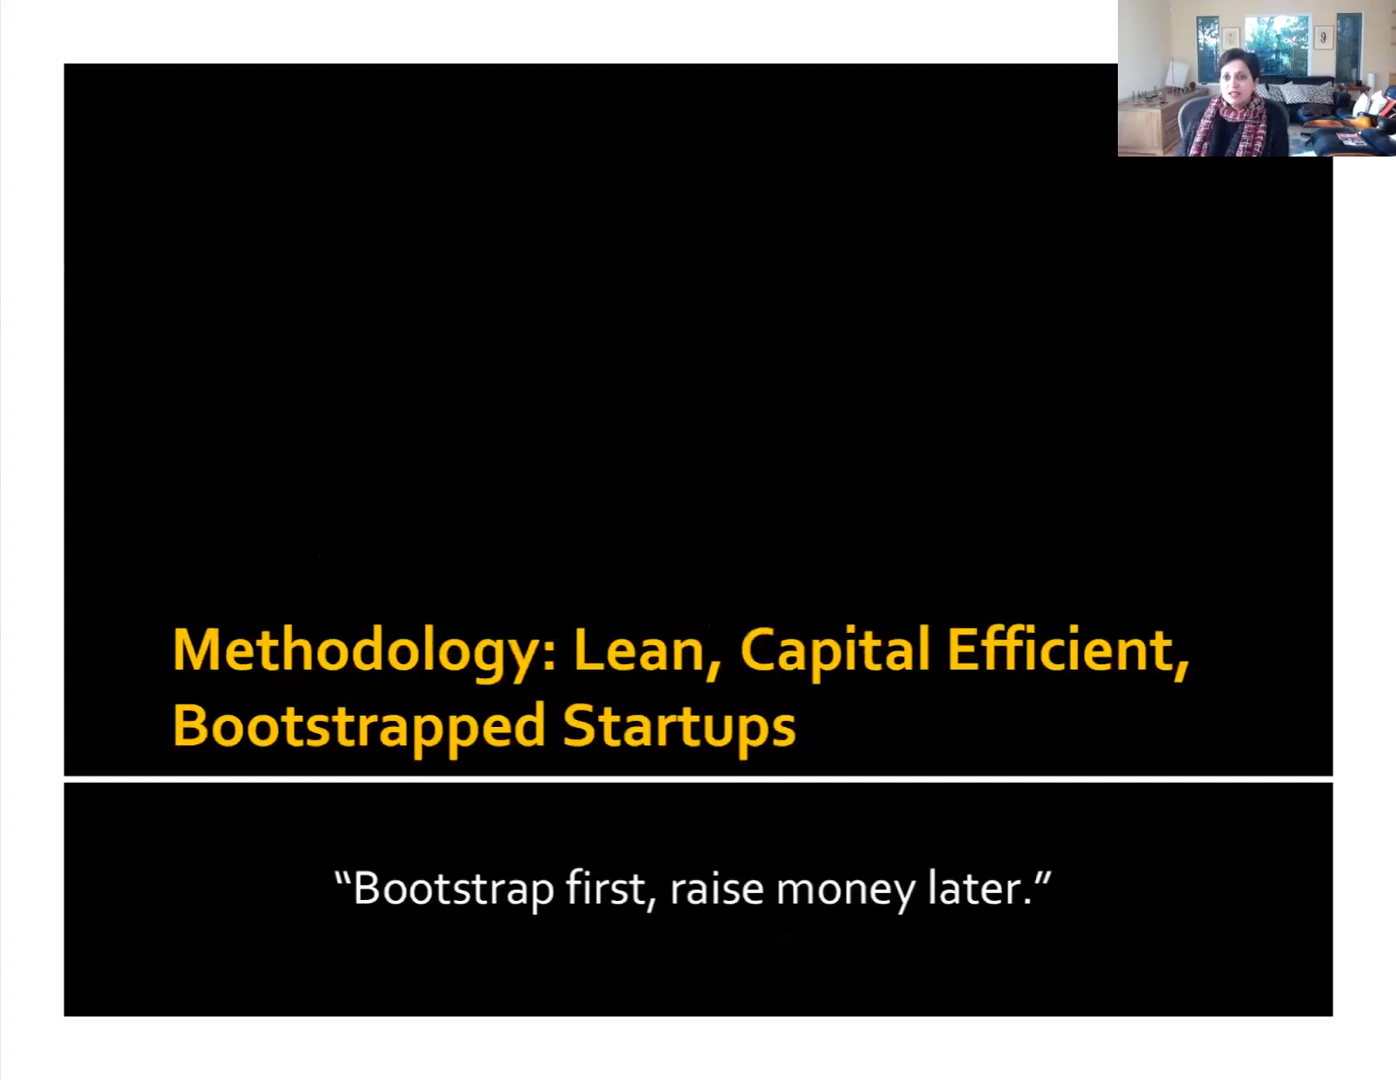 Methodology: Lean, Capital Efficient,
Bootstrapped Startups
“Bootstrap first, raise money later.”